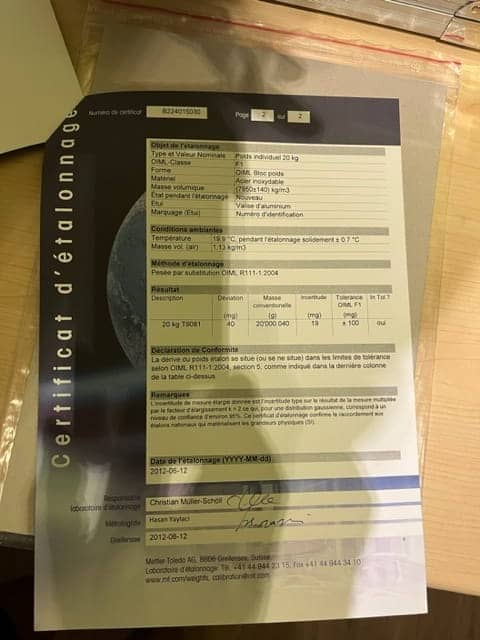 Certificat d'étalonnage
Numéro de certificat B224015030 Page 2 sur 2
Objet de l'étalonnage
Type et Valeur Nominale Poids individuel 20 kg
OIML-Classe F1
Forme OIML Bloc poids
Matériel Acier inoxydable
Masse volumique (7950±140) kg/m3
État pendant l'étalonnage Nouveau
Etui Valise d'aluminium
Marquage (Etui) Numéro d'identification
Conditions ambiantes
Température 19.9 °C, pendant l'étalonnage solidement ± 0.7 °C
Masse vol. (air) 1.13 kg/m3
Méthode d'étalonnage
Pesée par substitution OIML R111-1:2004
Résultat
Description Déviation Masse Incertitude Tolérance In Tol ?
conventionelle OIML F1
(mg) (g) (mg) (mg)
20 kg T9081 40 20'000.040 19 ± 100 oui
Déclaration de Conformité
La dérive du poids étalon se situe (ou se ne situe) dans les limites de tolérance
selon OIML R111-1:2004, section 5, comme indiqué dans la dernière colonne
de la table ci-dessus.
Remarques
L'incertitude de mesure élargie donnée est l'incertitude type sur le résultat de la mesure multipliée
par le facteur d'élargissement k = 2 ce qui, pour une distribution gaussienne, correspond à un
niveau de confiance d'environ 95%. Ce certificat d'étalonnage confirme le raccordement aux
étalons nationaux qui matérialisent les grandeurs physiques (SI).
Date de l'étalonnage (YYYY-MM-dd)
2012-06-12
Responsable
laboratoire d'étalonnage Christian Müller-Schöll
Métrologiste Hasan Yaylaci
Greifensee 2012-06-12
Mettler-Toledo AG, 8606 Greifensee, Suisse
Laboratoire d'étalonnage: Tél. +41 44 944 23 15, Fax +41 44 944 34 10
www.mt.com/weights, calibration@mt.com